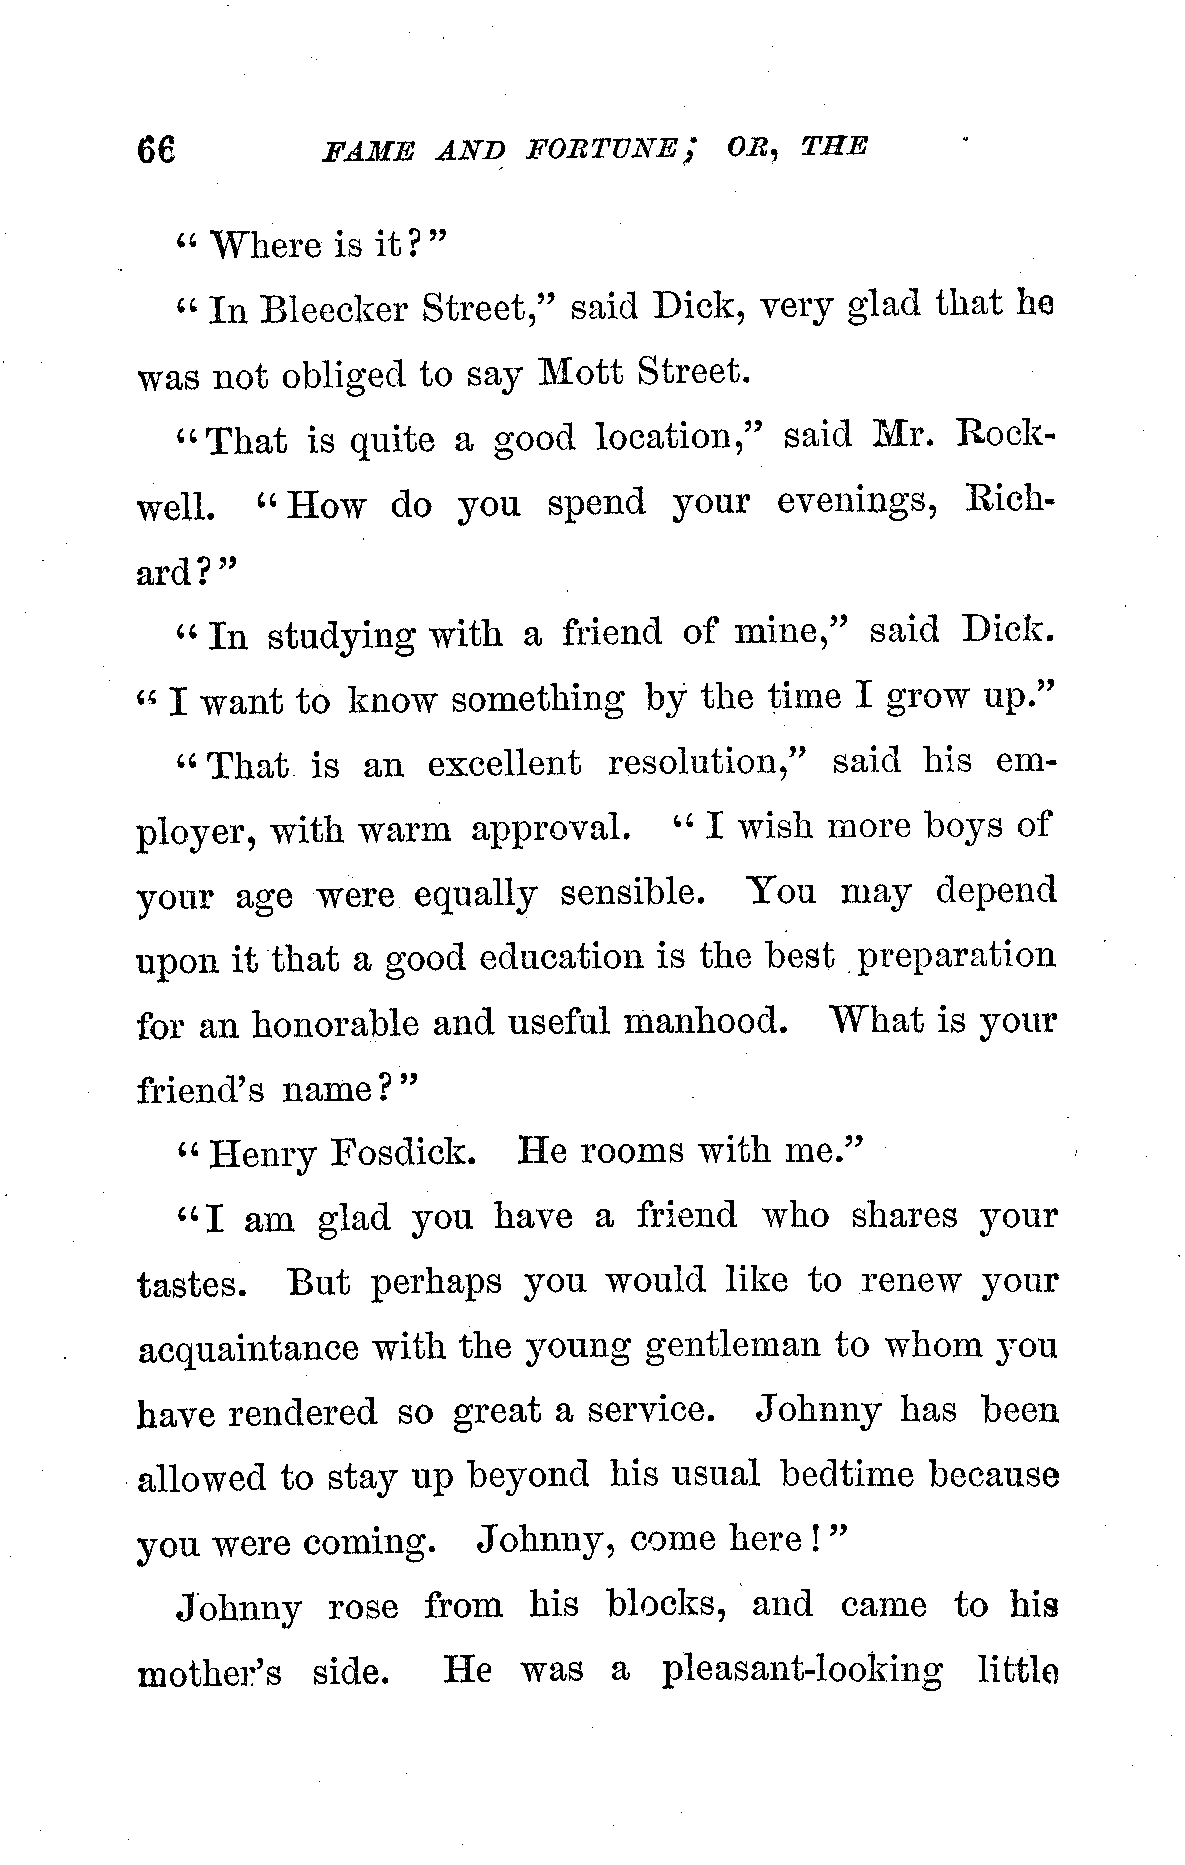 66 FAME AND FORTUNE; OR, THE
“Where is it?”
“In Bleecker Street,” said Dick, very glad that he
was not obliged to say Mott Street.
“That is quite a good location,” said Mr. Rock-
well. “How do you spend your evenings, Rich-
ard?”
“In studying with a friend of mine,” said Dick.
“I want to know something by the time I grow up.”
“That is an excellent resolution,” said his em-
ployer, with warm approval. “I wish more boys of
your age were equally sensible. You may depend
upon it that a good education is the best preparation
for an honorable and useful manhood. What is your
friend’s name?”
“Henry Fosdick. He rooms with me.”
“I am glad you have a friend who shares your
tastes. But perhaps you would like to renew your
acquaintance with the young gentleman to whom you
have rendered so great a service. Johnny has been
allowed to stay up beyond his usual bedtime because
you were coming. Johnny, come here!”
Johnny rose from his blocks, and came to his
mother’s side. He was a pleasant-looking little